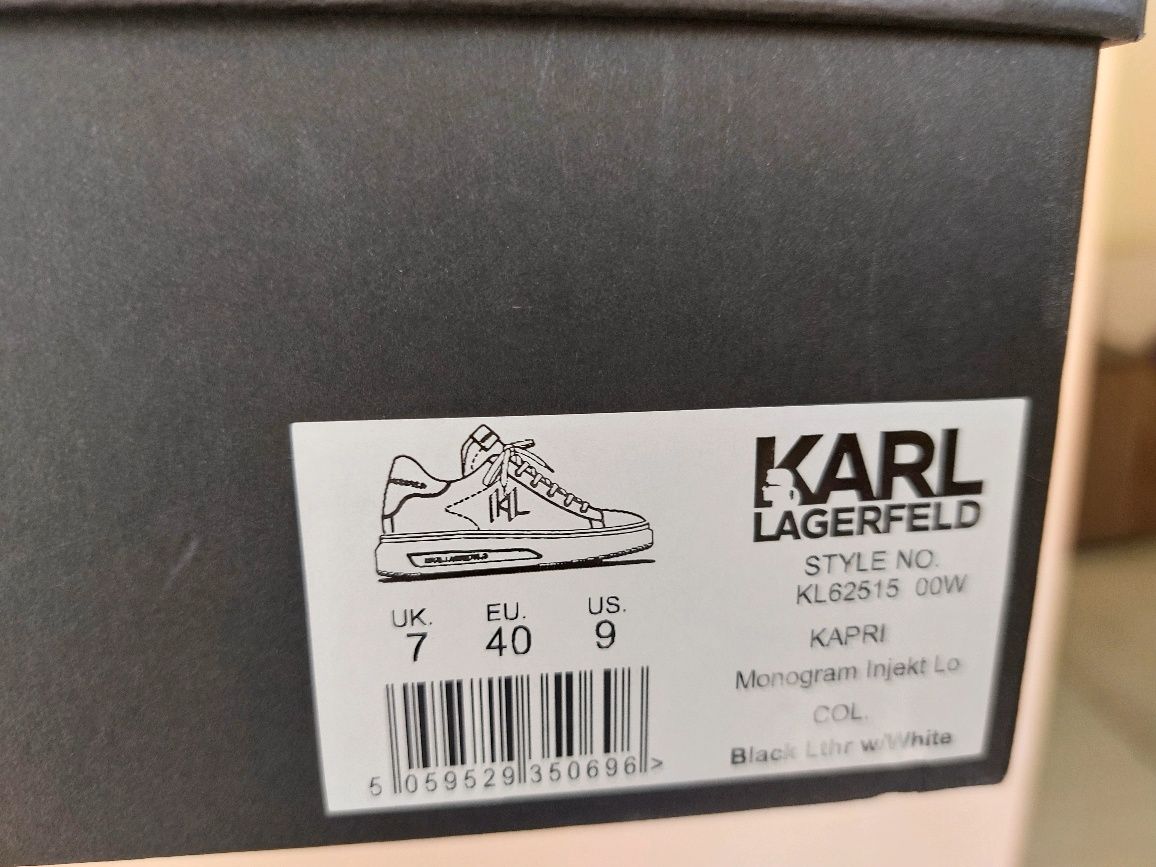 KL
KARL
LAGERFELD
STYLE NO.
KL62515 00W
KAPRI
Monogram Injekt Lo
COL.
Black Lthr w/White
UK. EU. US.
7 40 9
5 059529 350696 >